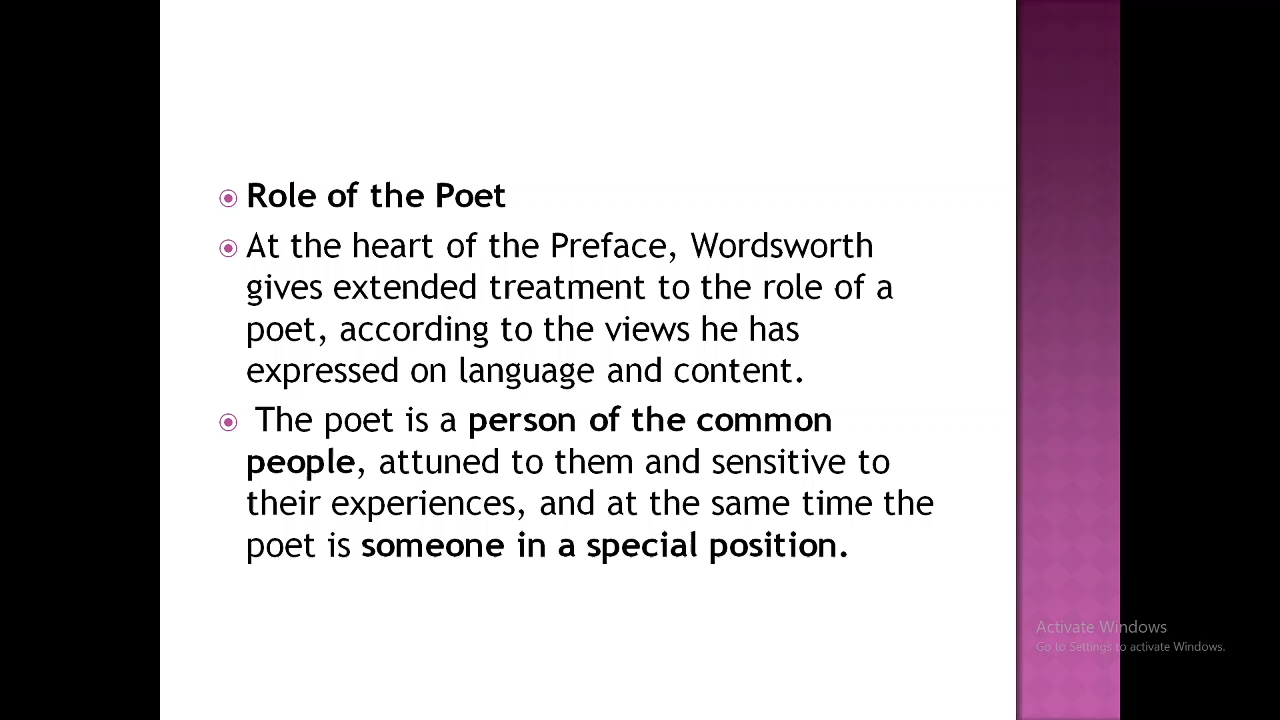 Role of the Poet
At the heart of the Preface, Wordsworth
gives extended treatment to the role of a
poet, according to the views he has
expressed on language and content.
The poet is a person of the common
people, attuned to them and sensitive to
their experiences, and at the same time the
poet is someone in a special position.
Activate Windows
Go to Settings to activate Windows.